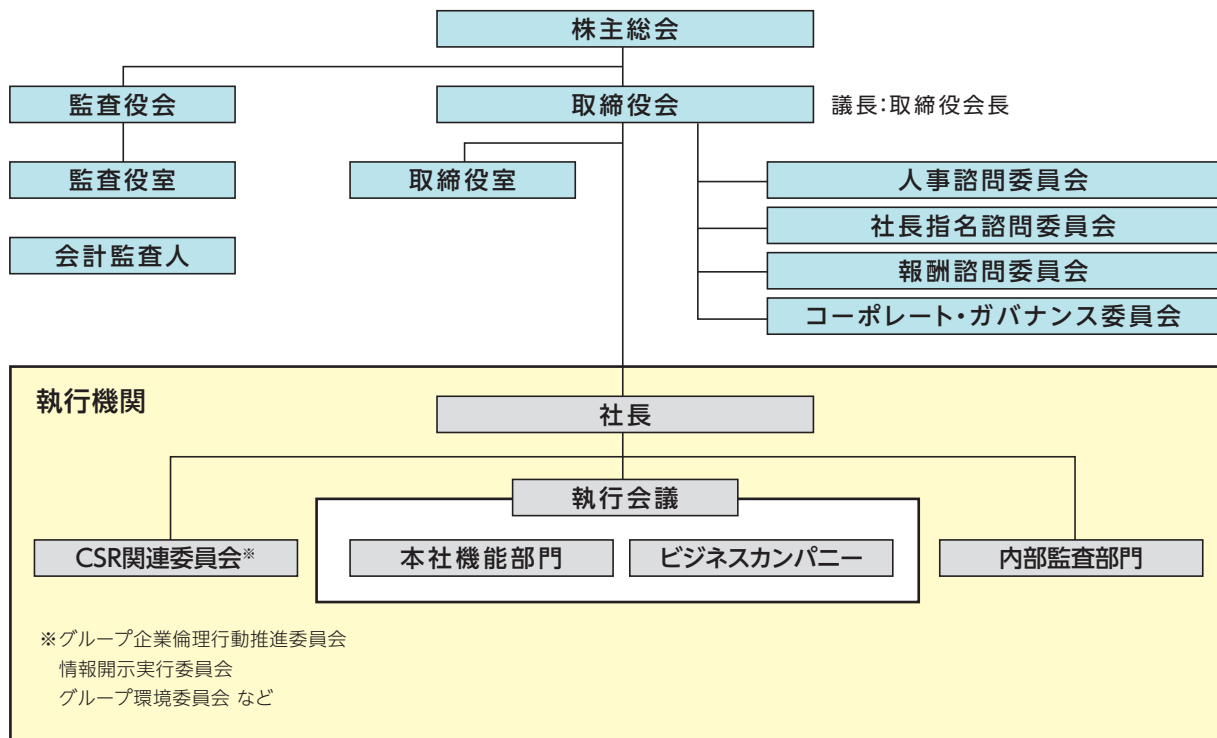 株主総会
監査役会
取締役会
議長:取締役会長
監査役室
取締役室
人事諮問委員会
社長指名諮問委員会
会計監査人
報酬諮問委員会
コーポレート・ガバナンス委員会
執行機関
社長
執行会議
CSR関連委員会※
本社機能部門
ビジネスカンパニー
内部監査部門
※グループ企業倫理行動推進委員会
情報開示実行委員会
グループ環境委員会 など